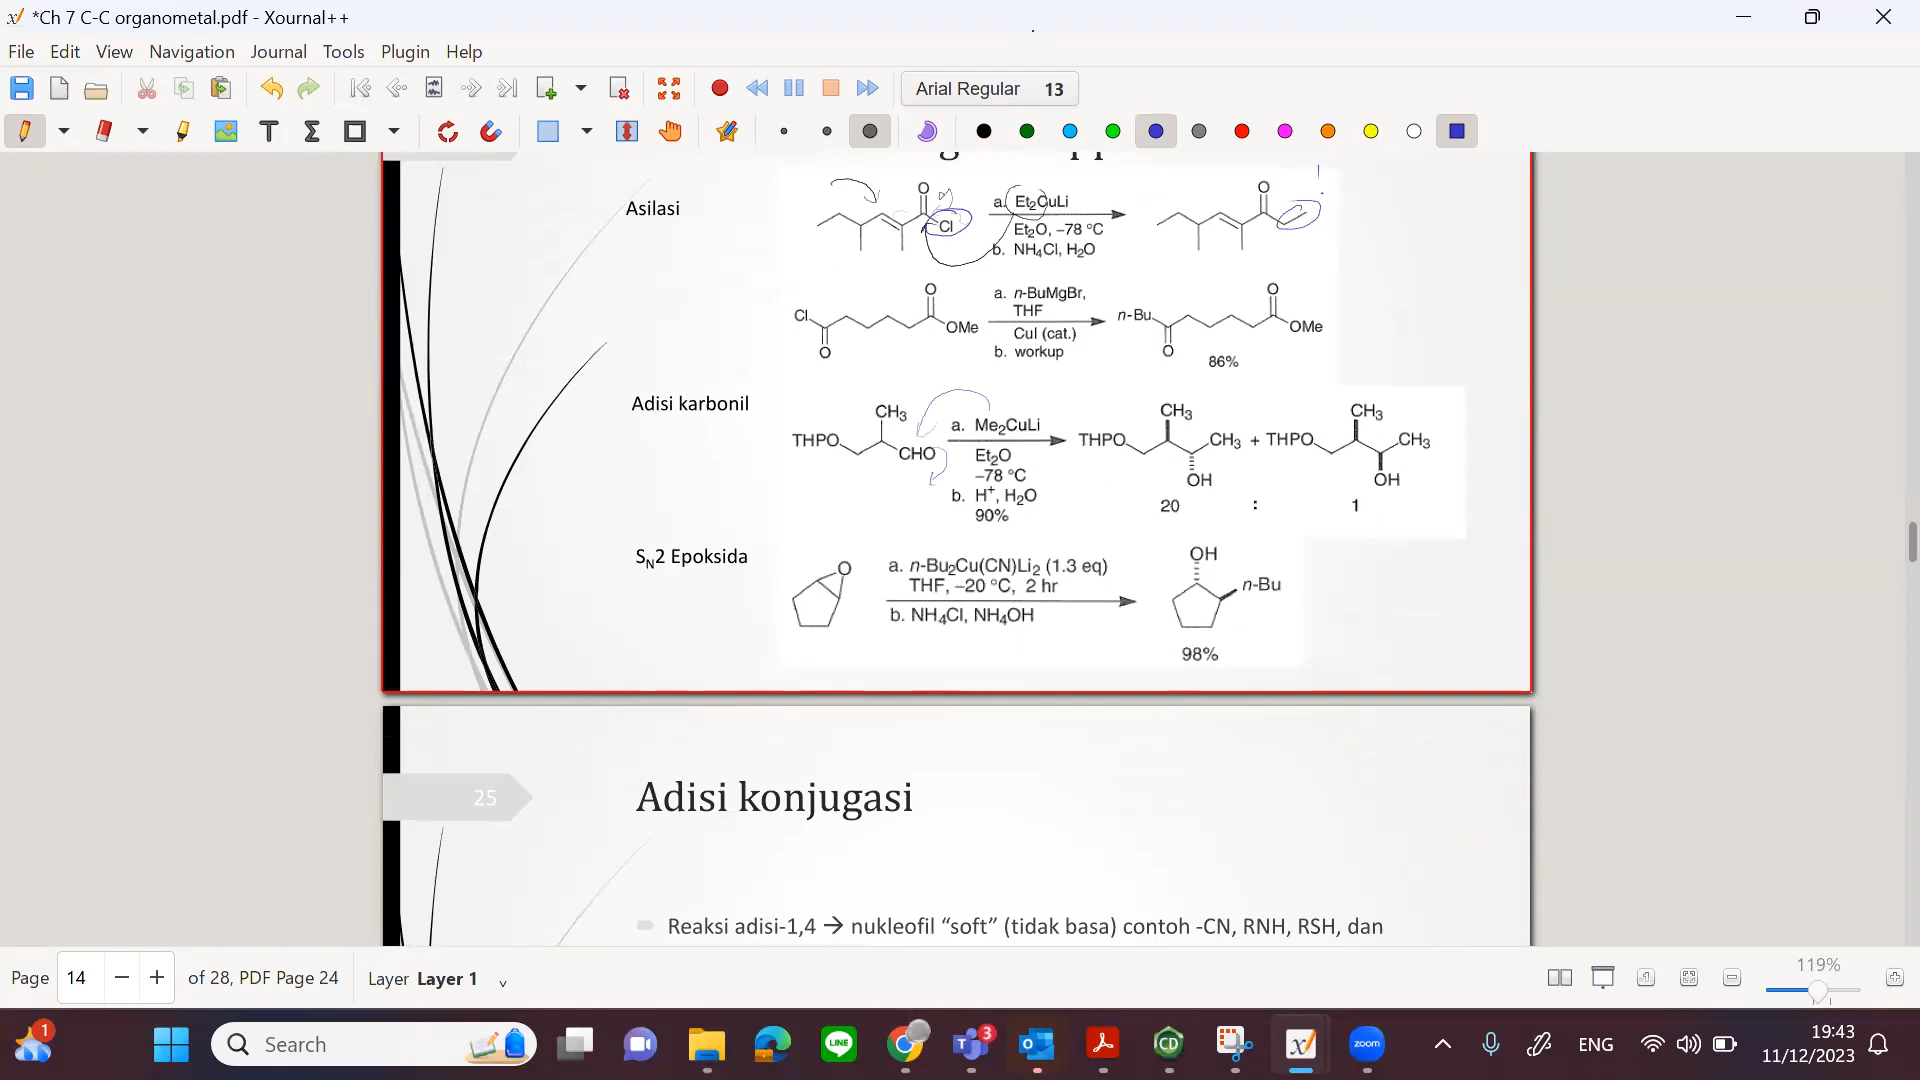 *Ch 7 C-C organometal.pdf - Xournal++
File Edit View Navigation Journal Tools Plugin Help
Arial Regular 13
Asilasi
O
Cl
a. Et₂CuLi
Et₂O, –78 °C
b. NH₄Cl, H₂O
O
Cl
O
O
OMe
a. n-BuMgBr,
THF
CuI (cat.)
b. workup
n-Bu
O
O
OMe
86%
Adisi karbonil
CH₃
THPO
CHO
a. Me₂CuLi
Et₂O
–78 °C
b. H⁺, H₂O
90%
CH₃
THPO
CH₃
OH
+
CH₃
THPO
CH₃
OH
20 : 1
SN2 Epoksida
O
a. n-Bu₂Cu(CN)Li₂ (1.3 eq)
THF, –20 °C, 2 hr
b. NH₄Cl, NH₄OH
OH
n-Bu
98%
25
Adisi konjugasi
Reaksi adisi-1,4 → nukleofil “soft” (tidak basa) contoh -CN, RNH, RSH, dan
Page 14 of 28, PDF Page 24 Layer Layer 1
119%
1
Search
LINE
3
CD
zoom
ENG
19:43
11/12/2023